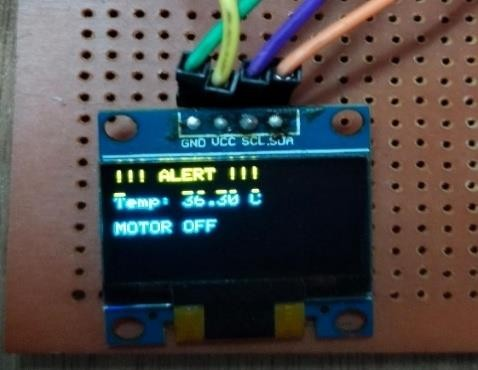 GND VCC SCL SDA
!!! ALERT !!!
Temp: 36.30 C
MOTOR OFF